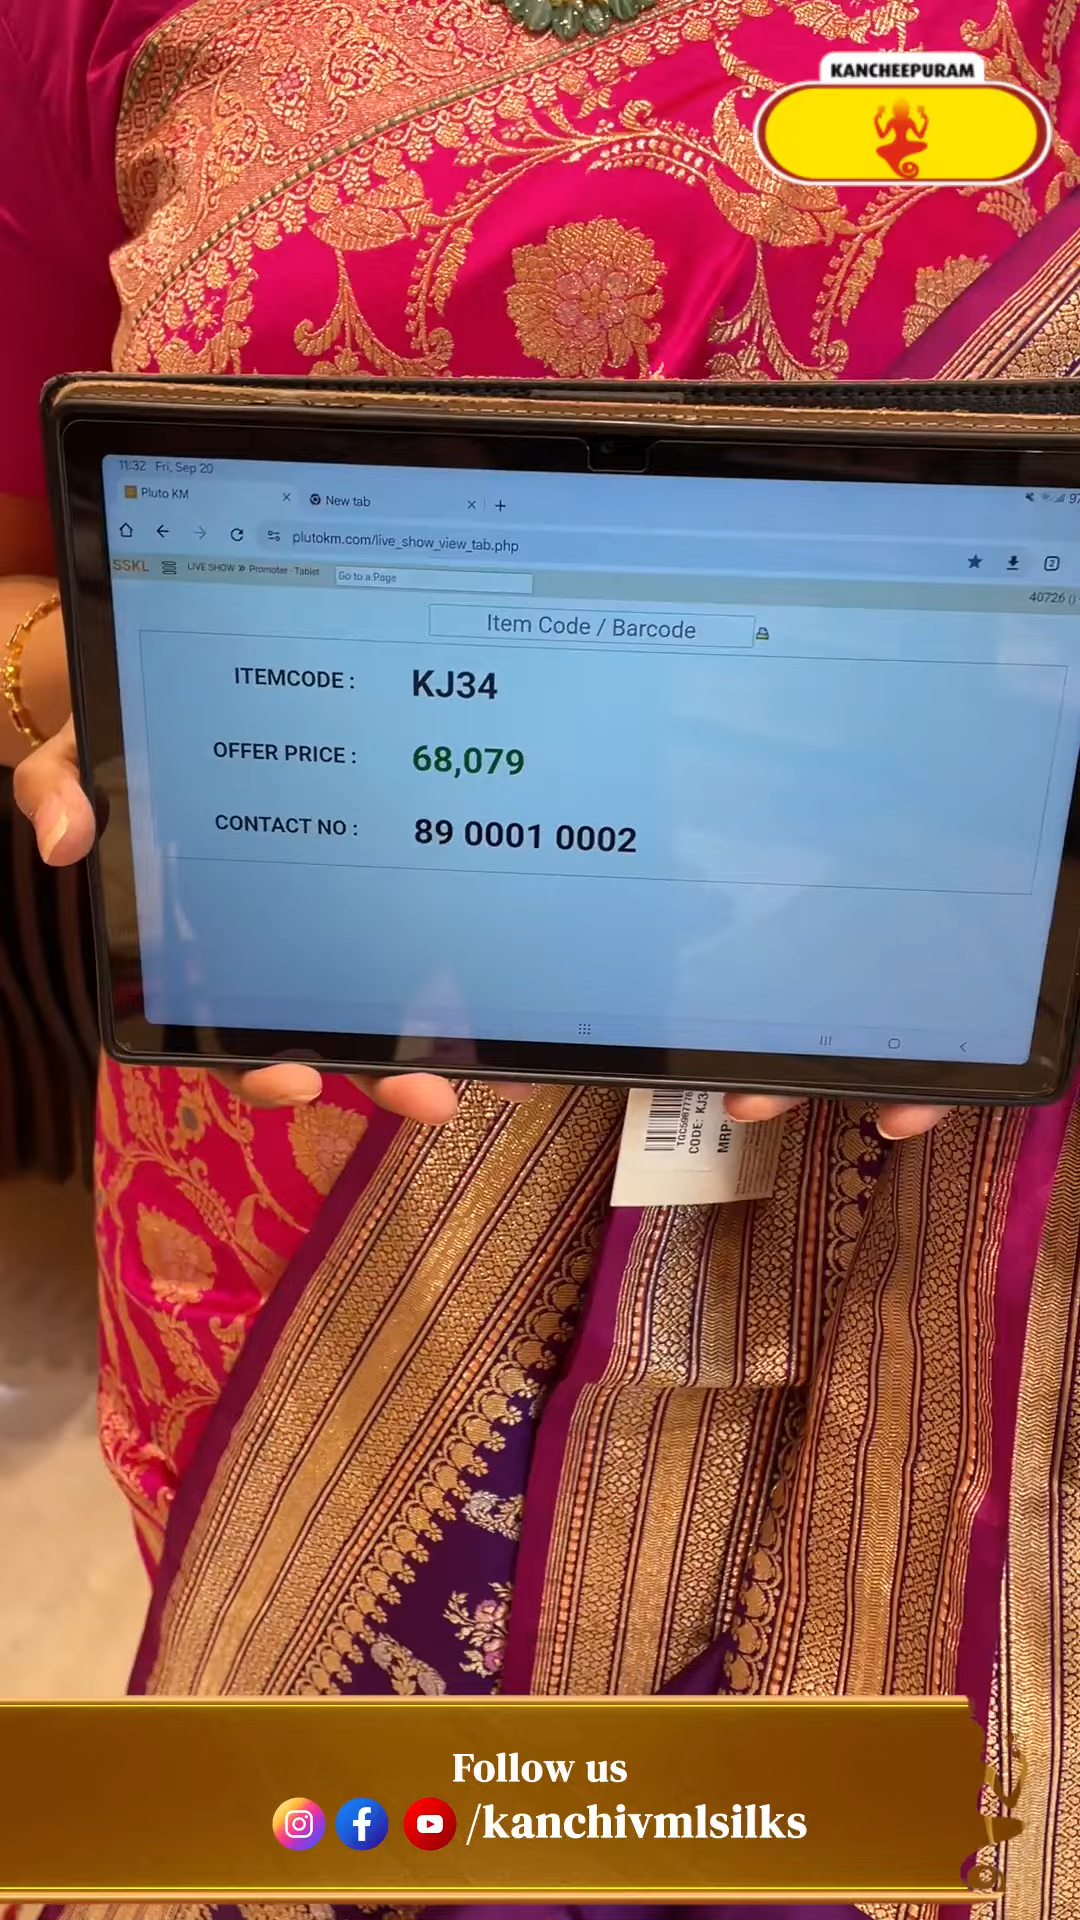 KANCHEEPURAM
11:32 Fri, Sep 20
Pluto KM
New tab
plutokm.com/live_show_view_tab.php
SSKL
LIVE SHOW » Promoter - Tablet
Go to a Page
40726 ()
Item Code / Barcode
ITEMCODE : KJ34
OFFER PRICE : 68,079
CONTACT NO : 89 0001 0002
CODE: KJ3
MRP:
Follow us
/kanchivmlsilks